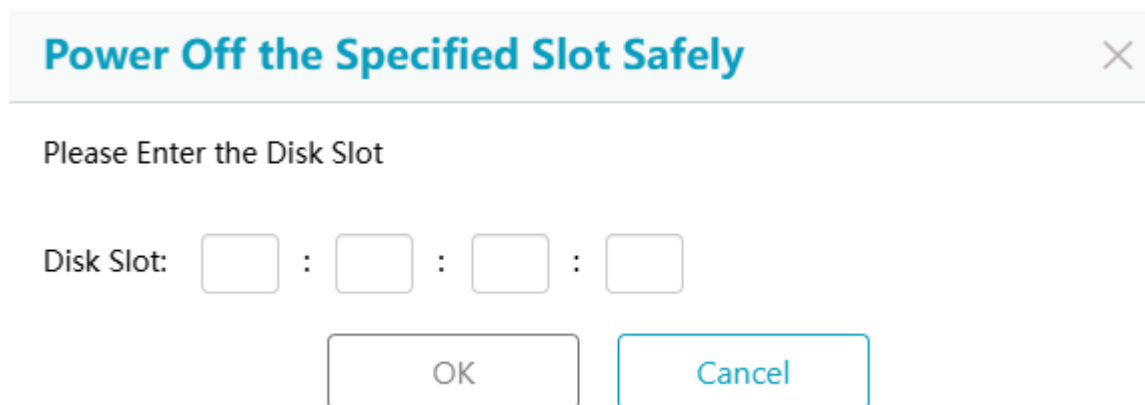 Power Off the Specified Slot Safely
Please Enter the Disk Slot
Disk Slot: : : :
OK Cancel